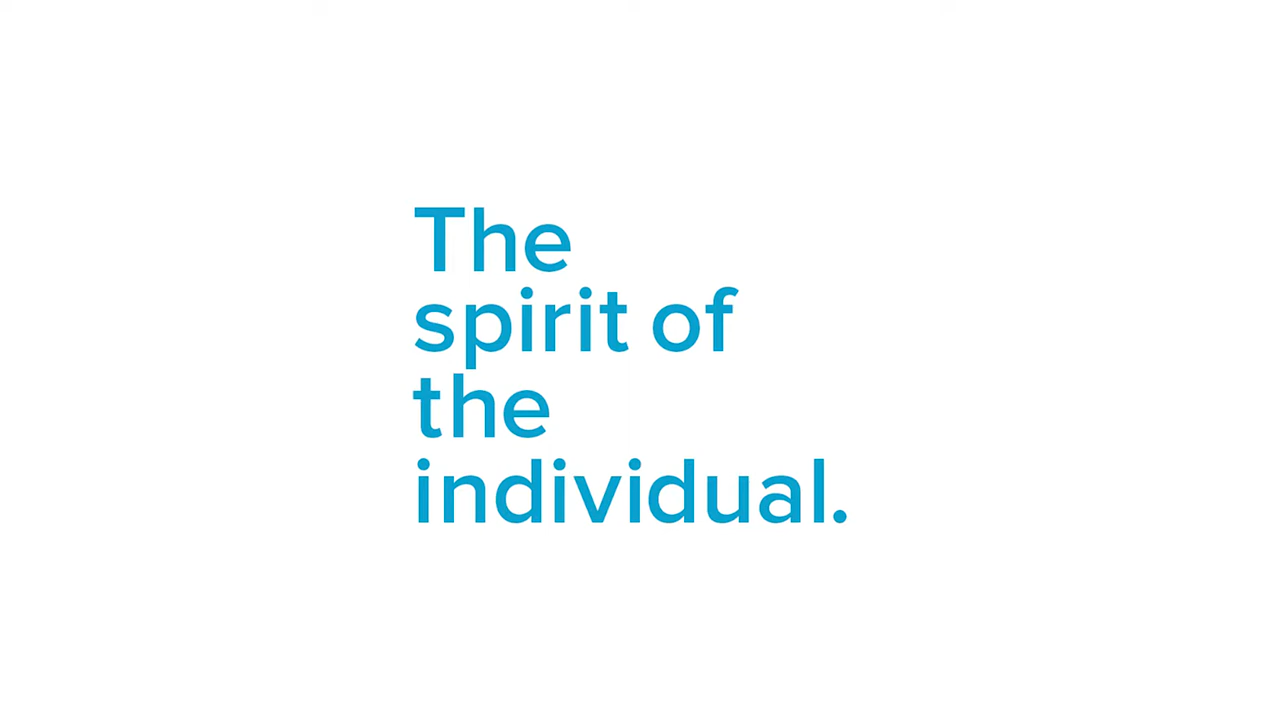 The
spirit of
the
individual.